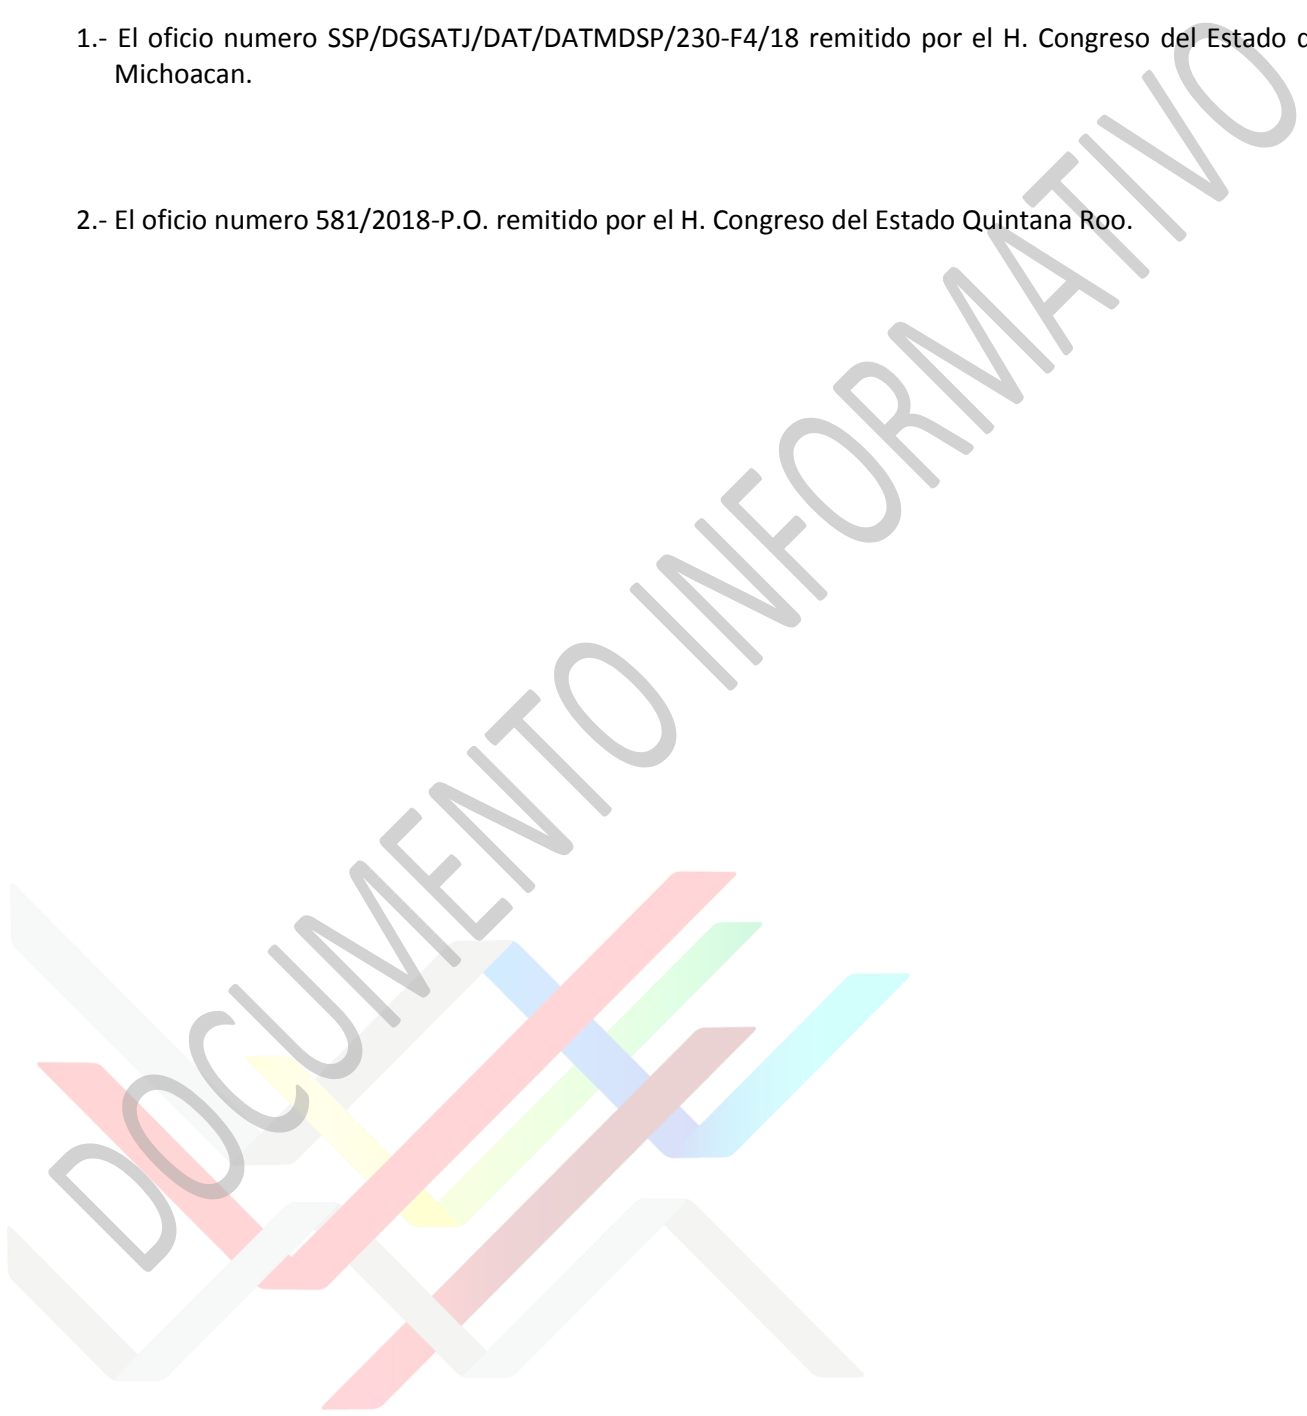 1.- El oficio numero SSP/DGSATJ/DAT/DATMDSP/230-F4/18 remitido por el H. Congreso del Estado
Michoacan.
2.- El oficio numero 581/2018-P.O. remitido por el H. Congreso del Estado Quintana Roo.
DOCUMENTO INFORMATIVO